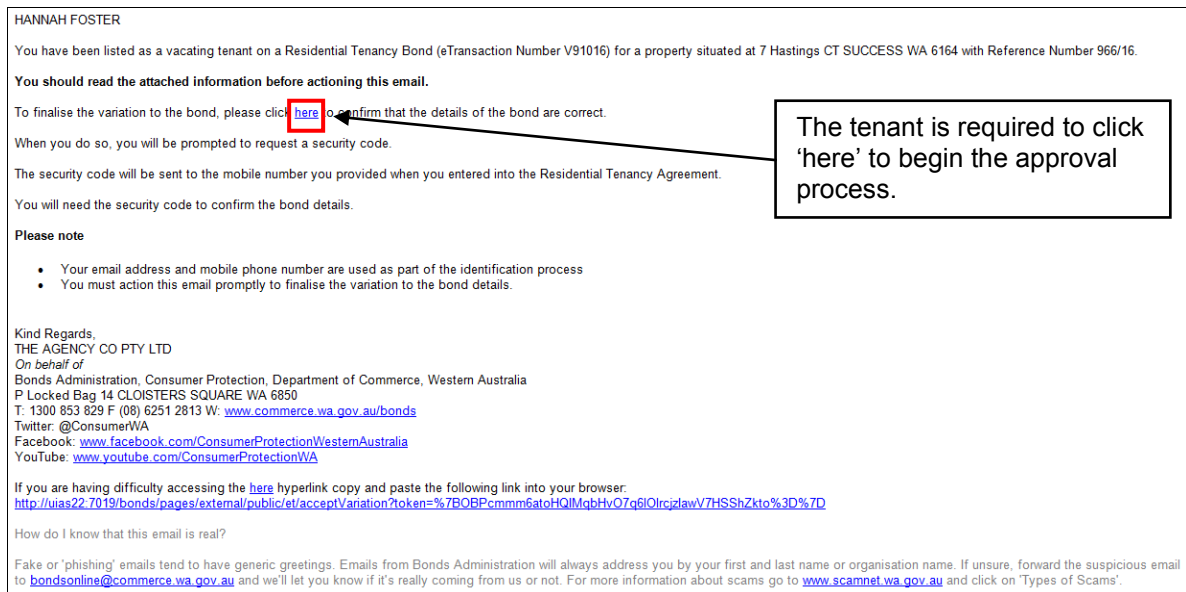 HANNAH FOSTER
You have been listed as a vacating tenant on a Residential Tenancy Bond (eTransaction Number V91016) for a property situated at 7 Hastings CT SUCCESS WA 6164 with Reference Number 966/16.
You should read the attached information before actioning this email.
To finalise the variation to the bond, please click here to confirm that the details of the bond are correct.
When you do so, you will be prompted to request a security code.
The security code will be sent to the mobile number you provided when you entered into the Residential Tenancy Agreement.
You will need the security code to confirm the bond details.
The tenant is required to click
‘here’ to begin the approval
process.
Please note
• Your email address and mobile phone number are used as part of the identification process
• You must action this email promptly to finalise the variation to the bond details.
Kind Regards,
THE AGENCY CO PTY LTD
On behalf of
Bonds Administration, Consumer Protection, Department of Commerce, Western Australia
P Locked Bag 14 CLOISTERS SQUARE WA 6850
T: 1300 853 829 F (08) 6251 2813 W: www.commerce.wa.gov.au/bonds
Twitter: @ConsumerWA
Facebook: www.facebook.com/ConsumerProtectionWesternAustralia
YouTube: www.youtube.com/ConsumerProtectionWA
If you are having difficulty accessing the here hyperlink copy and paste the following link into your browser:
http://uias22:7019/bonds/pages/external/public/et/acceptVariation?token=%7BOBPcmmm6atoHQIMqbHvO7q6lOlrcjzlawV7HSShZkto%3D%7D
How do I know that this email is real?
Fake or 'phishing' emails tend to have generic greetings. Emails from Bonds Administration will always address you by your first and last name or organisation name. If unsure, forward the suspicious email
to bondsonline@commerce.wa.gov.au and we'll let you know if it's really coming from us or not. For more information about scams go to www.scamnet.wa.gov.au and click on 'Types of Scams'.